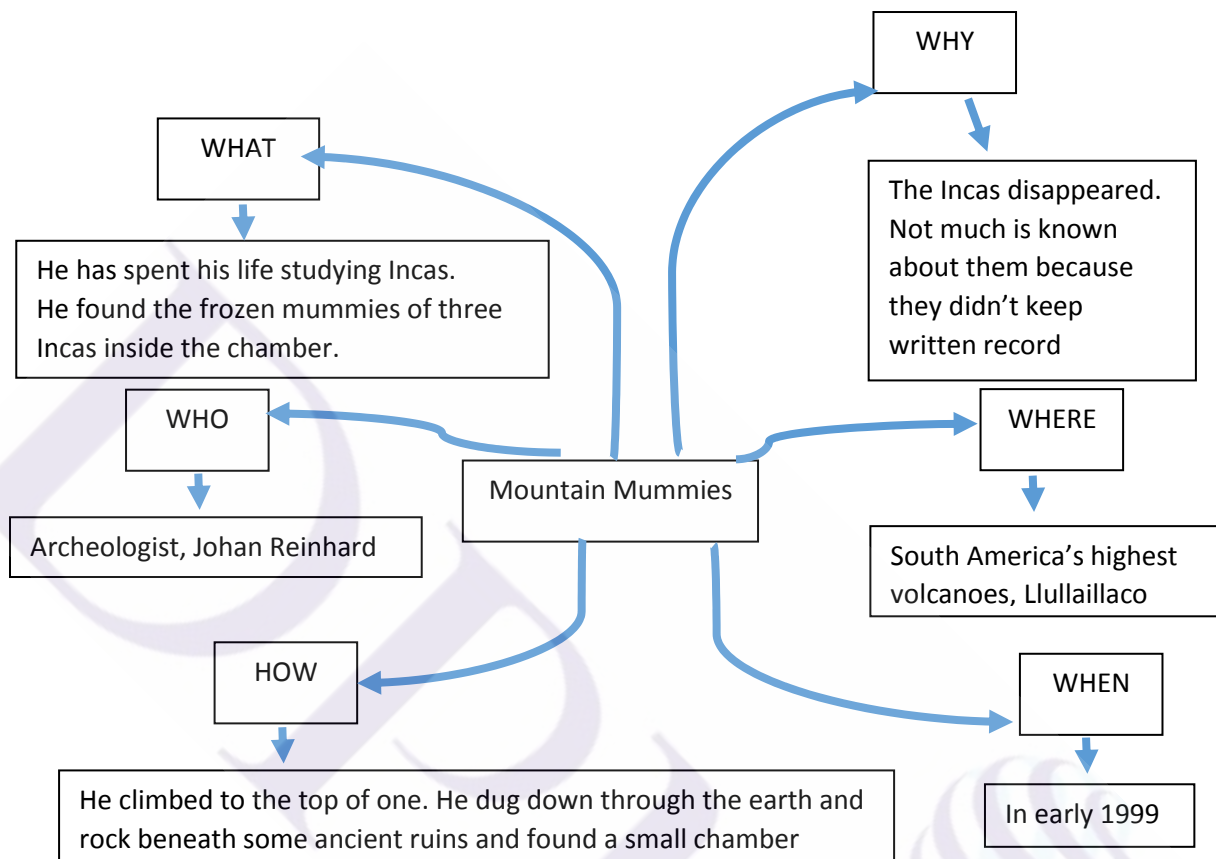 WHY
WHAT
The Incas disappeared.
Not much is known
about them because
they didn’t keep
written record
He has spent his life studying Incas.
He found the frozen mummies of three
Incas inside the chamber.
WHO
WHERE
Mountain Mummies
Archeologist, Johan Reinhard
South America’s highest
volcanoes, Llullaillaco
HOW
WHEN
He climbed to the top of one. He dug down through the earth and
rock beneath some ancient ruins and found a small chamber
In early 1999